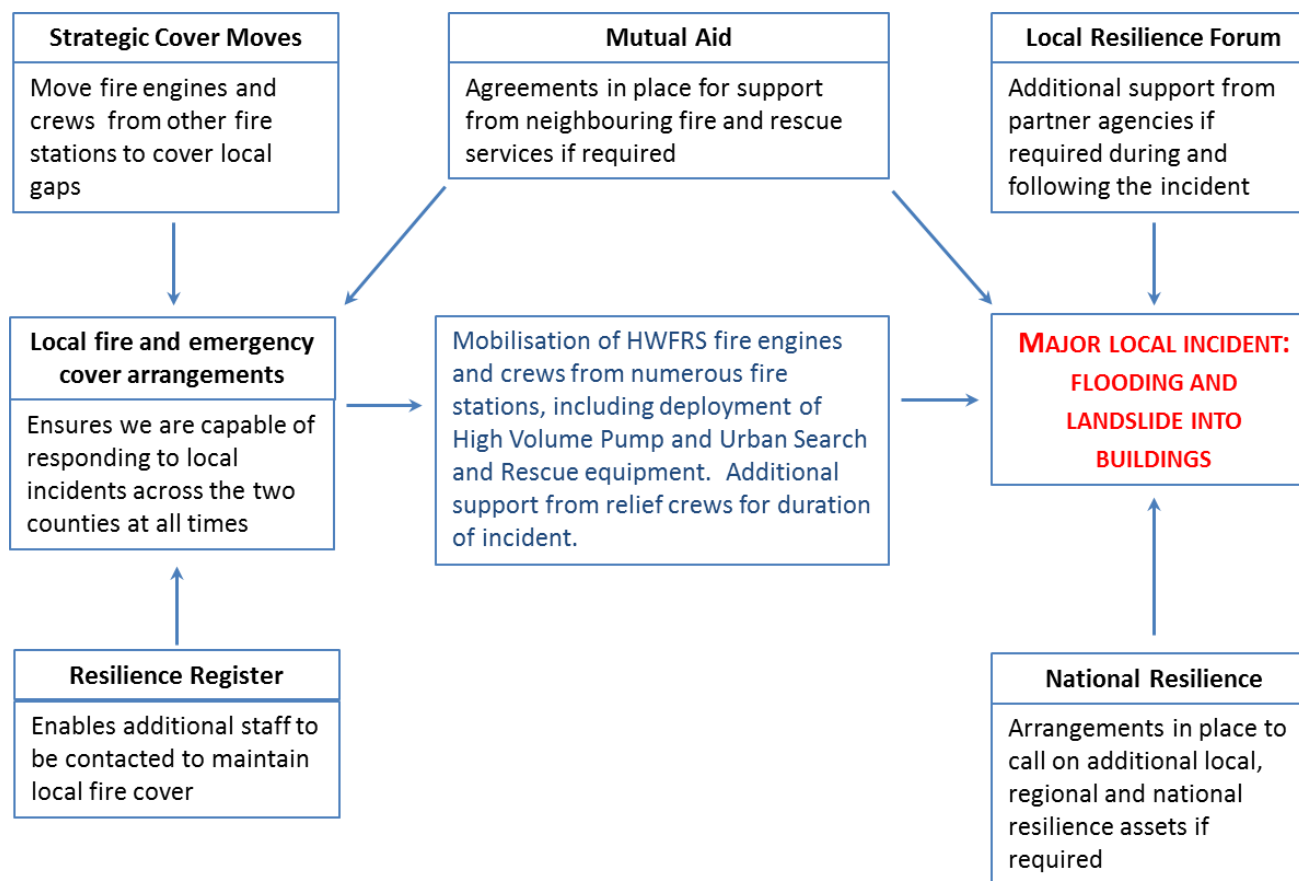 Strategic Cover Moves
Move fire engines and
crews from other fire
stations to cover local
gaps
Mutual Aid
Agreements in place for support
from neighbouring fire and rescue
services if required
Local Resilience Forum
Additional support from
partner agencies if
required during and
following the incident
Local fire and emergency
cover arrangements
Ensures we are capable of
responding to local
incidents across the two
counties at all times
Mobilisation of HWFRS fire engines
and crews from numerous fire
stations, including deployment of
High Volume Pump and Urban Search
and Rescue equipment. Additional
support from relief crews for duration
of incident.
MAJOR LOCAL INCIDENT:
FLOODING AND
LANDSLIDE INTO
BUILDINGS
Resilience Register
Enables additional staff to
be contacted to maintain
local fire cover
National Resilience
Arrangements in place to
call on additional local,
regional and national
resilience assets if
required